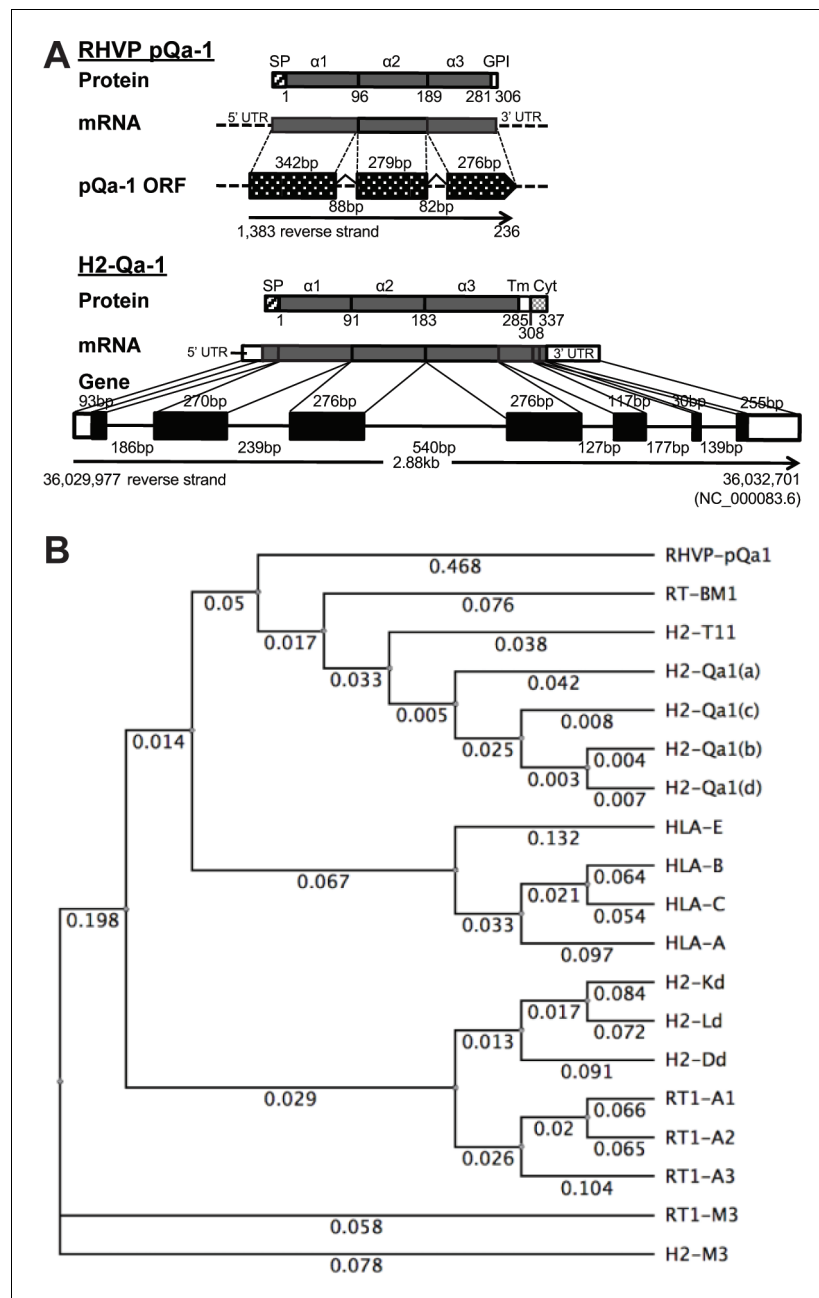 A
RHVP pQa-1
SP α1 α2 α3 GPI
Protein
1 96 189 281 306
5' UTR 3' UTR
mRNA
342bp 279bp 276bp
pQa-1 ORF
88bp 82bp
1,383 reverse strand 236
H2-Qa-1
SP α1 α2 α3 Tm Cyt
Protein
1 91 183 285 337
308
mRNA 5' UTR 3' UTR
Gene
93bp 270bp 276bp 276bp 117bp 30bp 255bp
186bp 239bp 540bp 127bp 177bp 139bp
2.88kb
36,029,977 reverse strand 36,032,701
(NC_000083.6)
B
RHVP-pQa1
0.468
RT-BM1
0.05
0.076
H2-T11
0.017
0.038
H2-Qa1(a)
0.033
0.042
H2-Qa1(c)
0.005
0.008
H2-Qa1(b)
0.014
0.025
0.004
H2-Qa1(d)
0.003
0.007
HLA-E
0.132
HLA-B
0.067
0.064
0.021
HLA-C
0.054
0.198
0.033
HLA-A
0.097
H2-Kd
0.084
0.017
H2-Ld
0.072
0.013
H2-Dd
0.091
0.029
RT1-A1
0.066
0.02
RT1-A2
0.065
0.026
RT1-A3
0.104
RT1-M3
0.058
H2-M3
0.078